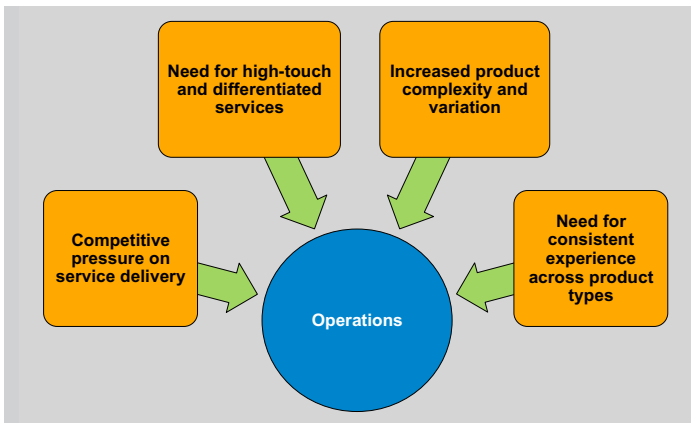 Need for high-touch
and differentiated
services
Increased product
complexity and
variation
Competitive
pressure on
service delivery
Need for
consistent
experience
across product
types
Operations